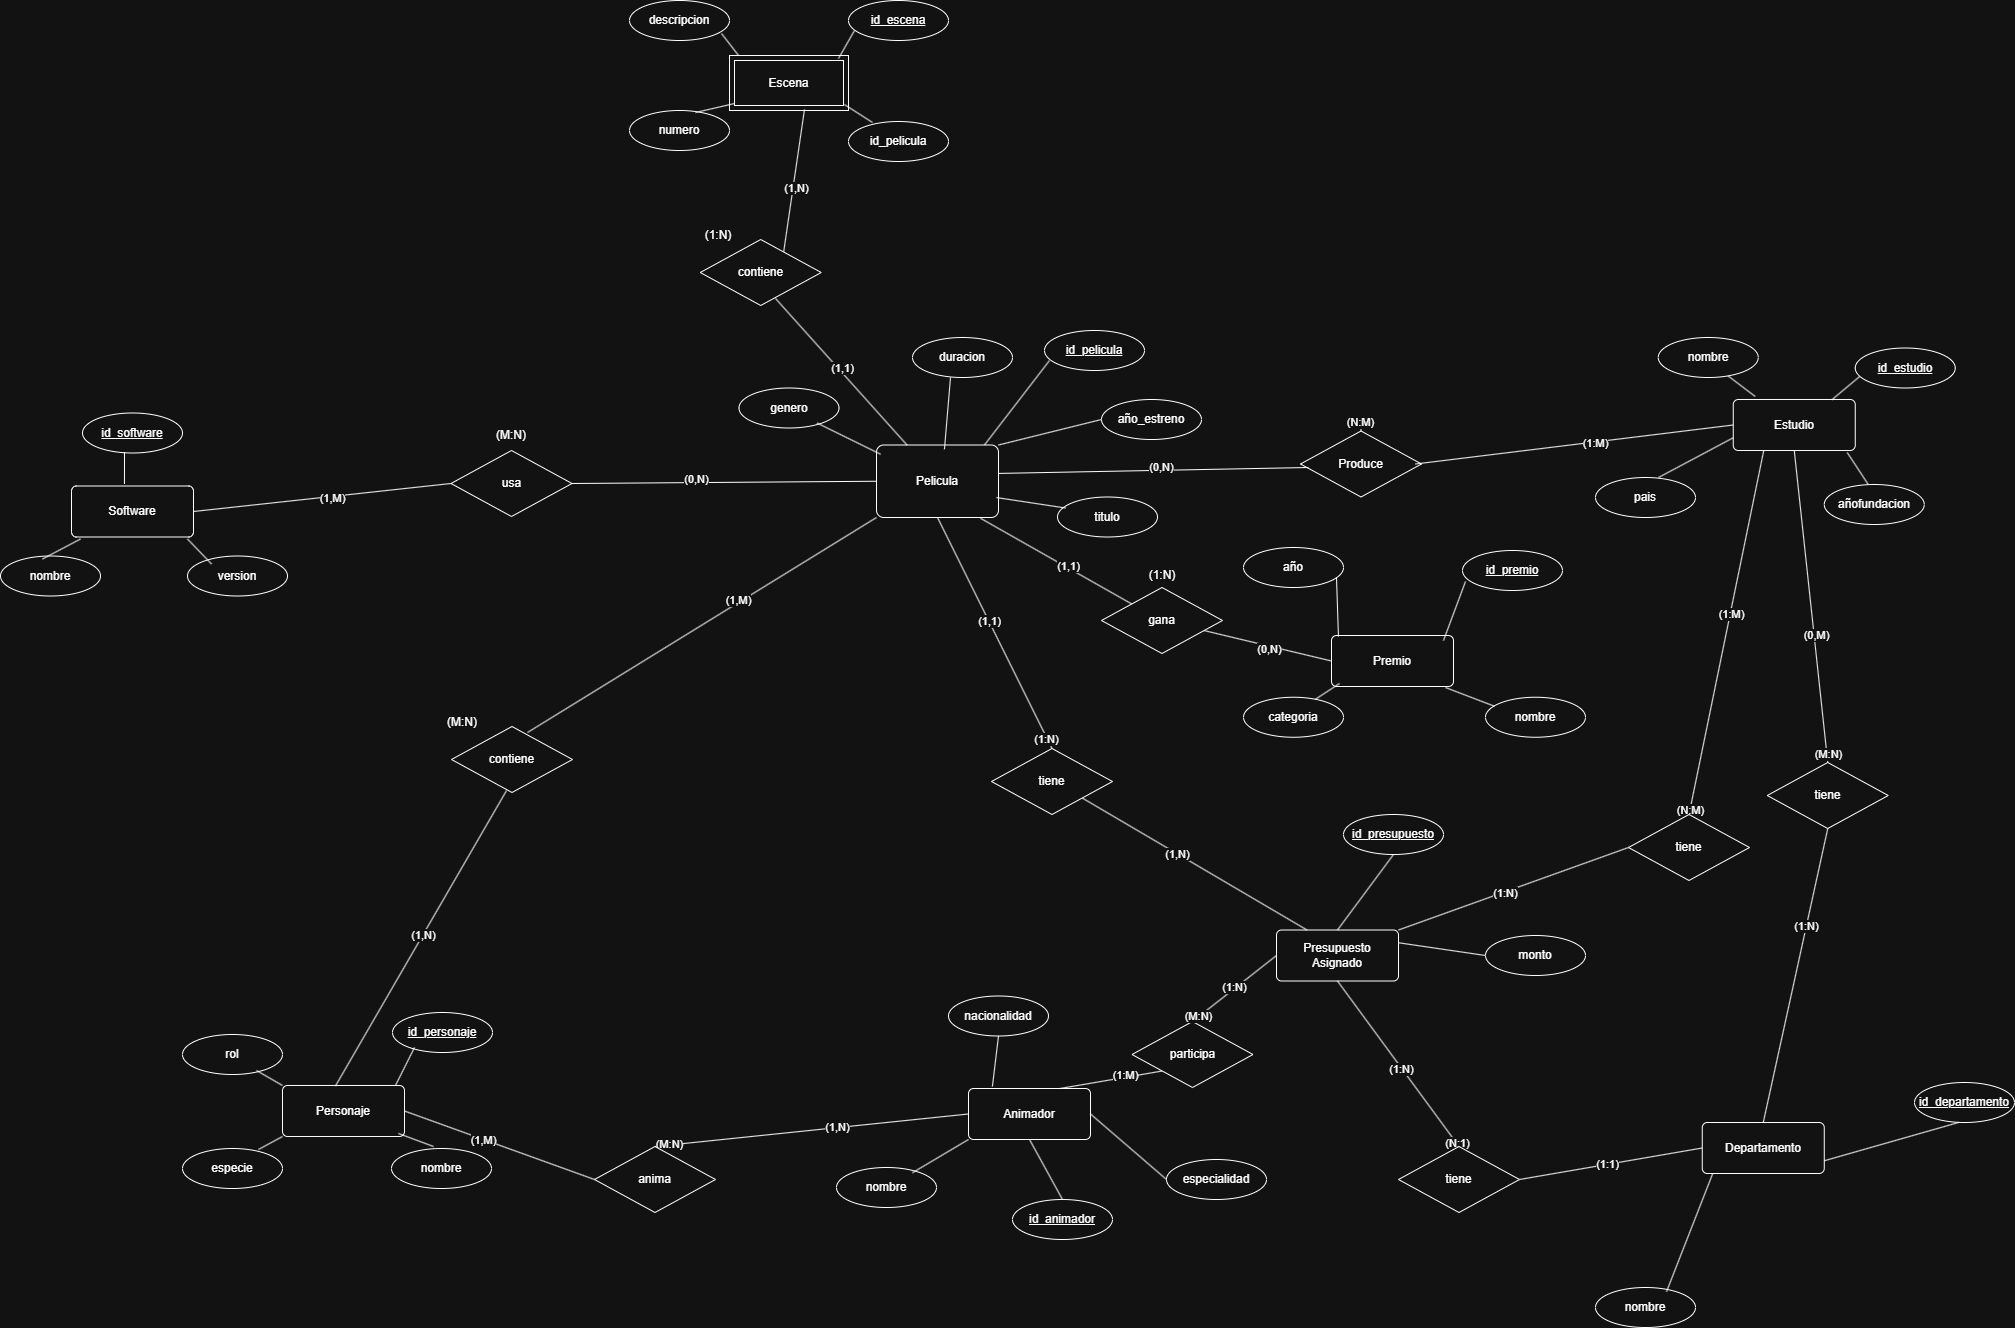 descripcion
id_escena
Escena
numero
id_pelicula
(1,N)
(1:N)
contiene
(1,1)
duracion
id_pelicula
genero
año_estreno
Pelicula
titulo
nombre
id_estudio
Estudio
pais
añofundacion
(N:M)
Produce
(0,N)
(1:M)
id_software
Software
nombre
version
(M:N)
usa
(1,M)
(0,N)
(1,1)
(1:N)
gana
(0,N)
año
id_premio
Premio
categoria
nombre
(1,M)
(M:N)
contiene
(1,N)
(1,1)
(1:N)
tiene
(1,N)
(1:M)
(N:M)
tiene
(1:N)
(0,M)
(M:N)
tiene
(1:N)
id_presupuesto
Presupuesto
Asignado
monto
(1:N)
(M:N)
participa
(1:M)
nacionalidad
Animador
nombre
id_animador
especialidad
rol
id_personaje
Personaje
especie
nombre
(1,M)
(M:N)
anima
(1,N)
(1:N)
(N:1)
tiene
(1:1)
id_departamento
Departamento
nombre